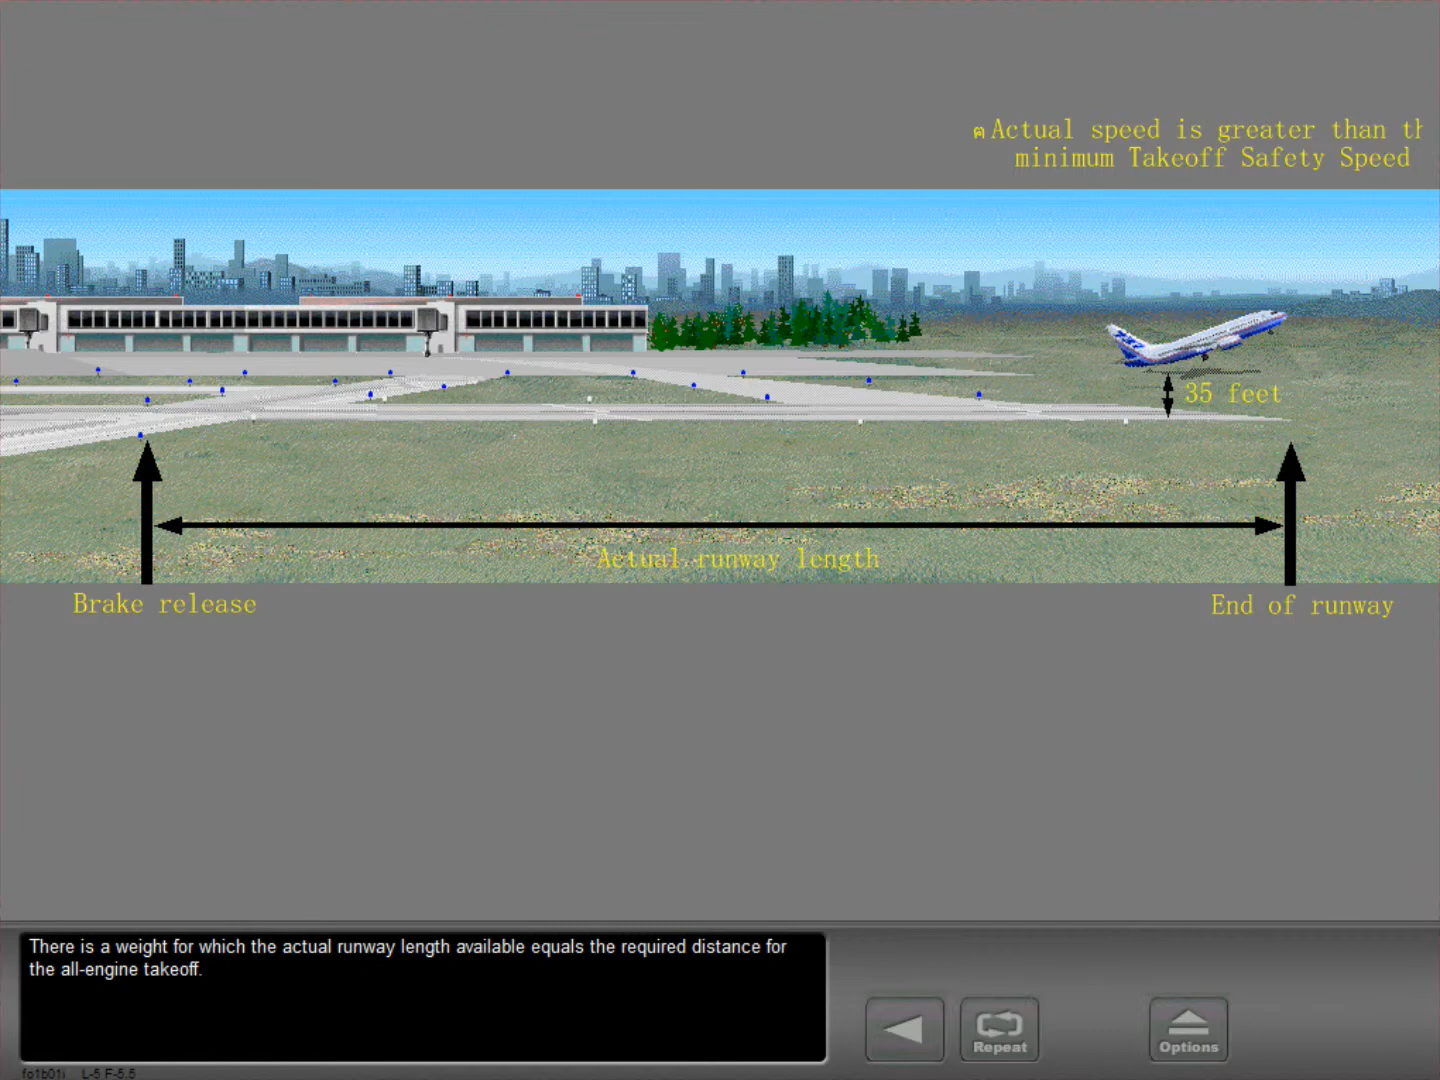 Actual speed is greater than th
minimum Takeoff Safety Speed
35 feet
Actual runway length
Brake release
End of runway
There is a weight for which the actual runway length available equals the required distance for
the all-engine takeoff.
Repeat
Options
fo1b01i L-5 F-5.5